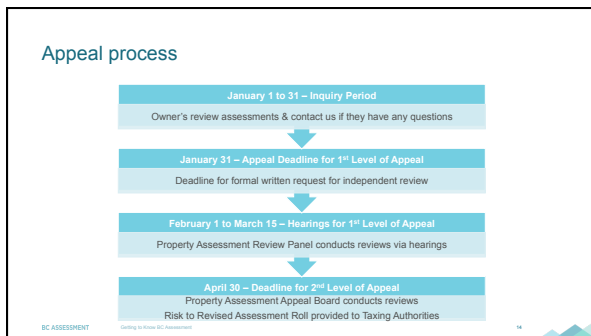 Appeal process
January 1 to 31 – Inquiry Period
Owner's review assessments & contact us if they have any questions
January 31 – Appeal Deadline for 1st Level of Appeal
Deadline for formal written request for independent review
February 1 to March 15 – Hearings for 1st Level of Appeal
Property Assessment Review Panel conducts reviews via hearings
April 30 – Deadline for 2nd Level of Appeal
Property Assessment Appeal Board conducts reviews
Risk to Revised Assessment Roll provided to Taxing Authorities
BC ASSESSMENT Getting to Know BC Assessment 14